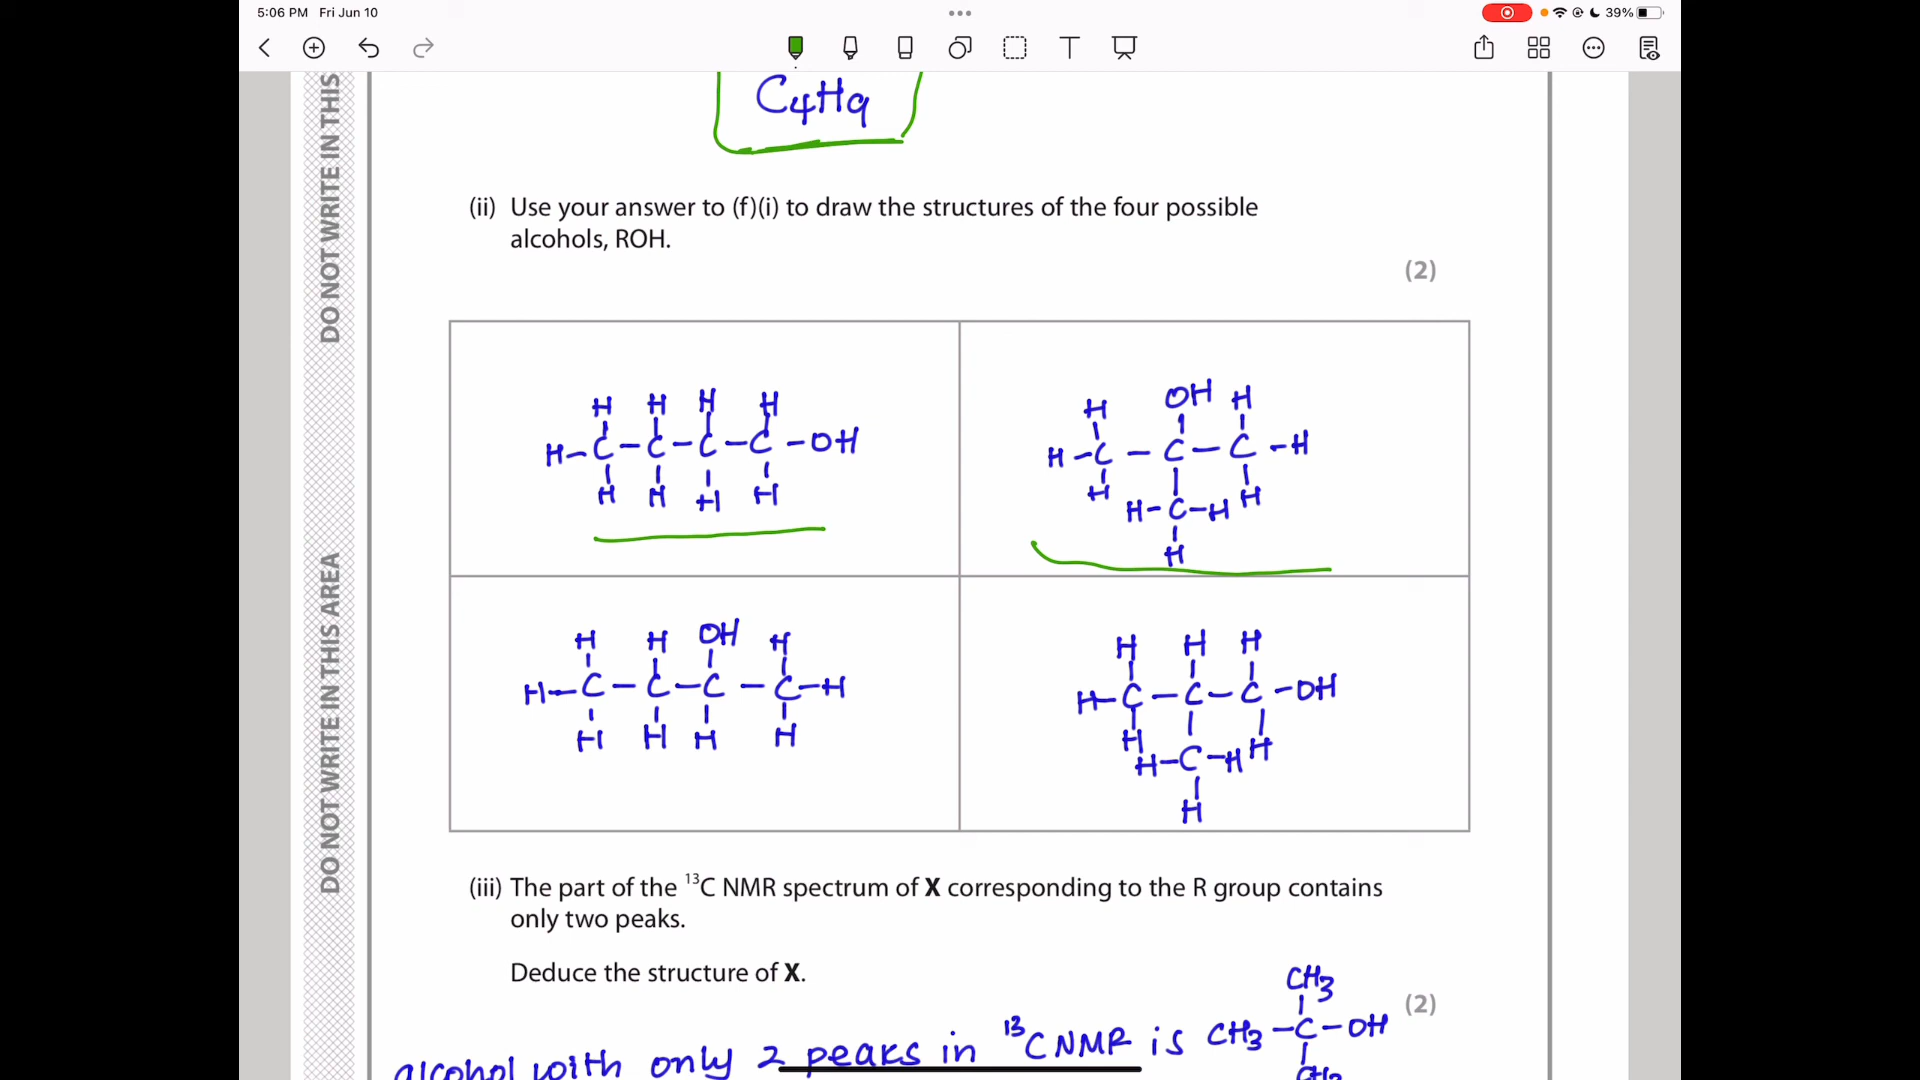 5:06 PM Fri Jun 10
39%
T
DO NOT WRITE IN THIS
C4H9
(ii) Use your answer to (f)(i) to draw the structures of the four possible
alcohols, ROH.
(2)
H H H H
H-C-C-C-C-OH
H H H H
H OH H
H-C-C-C-H
H H
H-C-H
H
DO NOT WRITE IN THIS AREA
H H OH H
H-C-C-C-C-H
H H H H
H H H
H-C-C-C-OH
H H
H-C-H
H
(iii) The part of the ¹³C NMR spectrum of X corresponding to the R group contains
only two peaks.
Deduce the structure of X.
(2)
CH3
alcohol with only 2 peaks in ¹³C NMR is CH3-C-OH